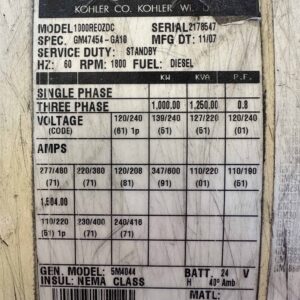 KOHLER CO. KOHLER WI.
MODEL 1000REOZDC SERIAL 2178547
SPEC. GM47454-GA18 MFG DT: 11/07
SERVICE DUTY: STANDBY
HZ: 60 RPM: 1800 FUEL: DIESEL
KW KVA P.F.
SINGLE PHASE
THREE PHASE 1,000.00 1,250.00 0.8
VOLTAGE 120/240 139/240 127/220 120/240
(CODE) (61) 1p (51) (51) (01)
AMPS
277/480 220/380 120/208 347/600 110/220 110/190
(71) (71) (81) (91) (61) (51)
1,504.00
110/220 230/400 240/416
(61) 1p (71) (71)
GEN. MODEL: 5M4044 BATT. 24 V
INSUL: NEMA CLASS H 40° Amb
MATL: